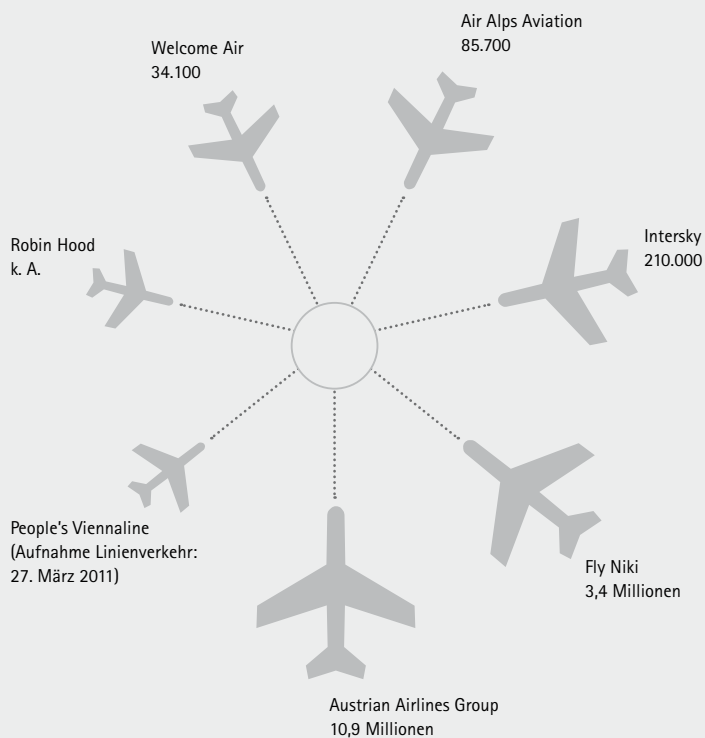 Air Alps Aviation
85.700
Welcome Air
34.100
Intersky
210.000
Robin Hood
k. A.
People's Viennaline
(Aufnahme Linienverkehr:
27. März 2011)
Fly Niki
3,4 Millionen
Austrian Airlines Group
10,9 Millionen